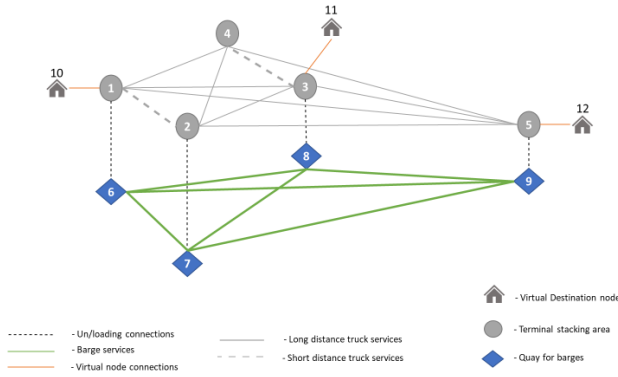 11
4
10
1
3
12
2
5
8
6
9
7
- Virtual Destination node
- Un/loading connections
- Long distance truck services
- Terminal stacking area
- Barge services
- Short distance truck services
- Quay for barges
- Virtual node connections